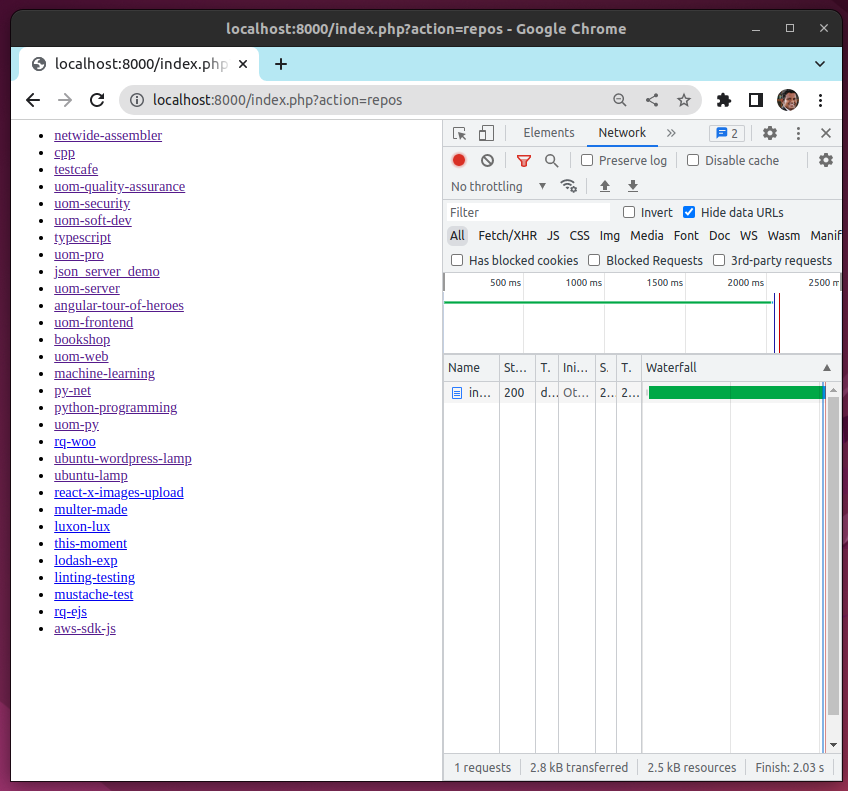 localhost:8000/index.php?action=repos - Google Chrome
localhost:8000/index.php
localhost:8000/index.php?action=repos
netwide-assembler
cpp
testcafe
uom-quality-assurance
uom-security
uom-soft-dev
typescript
uom-pro
json_server_demo
uom-server
angular-tour-of-heroes
uom-frontend
bookshop
uom-web
machine-learning
py-net
python-programming
uom-py
rq-woo
ubuntu-wordpress-lamp
ubuntu-lamp
react-x-images-upload
multer-made
luxon-lux
this-moment
lodash-exp
linting-testing
mustache-test
rq-ejs
aws-sdk-js
Elements Network » 2
Preserve log Disable cache
No throttling
Filter Invert Hide data URLs
All Fetch/XHR JS CSS Img Media Font Doc WS Wasm Manif
Has blocked cookies Blocked Requests 3rd-party requests
500 ms 1000 ms 1500 ms 2000 ms 2500 m
Name St... T. Ini... S. T. Waterfall
in... 200 d... Ot... 2... 2...
1 requests 2.8 kB transferred 2.5 kB resources Finish: 2.03 s